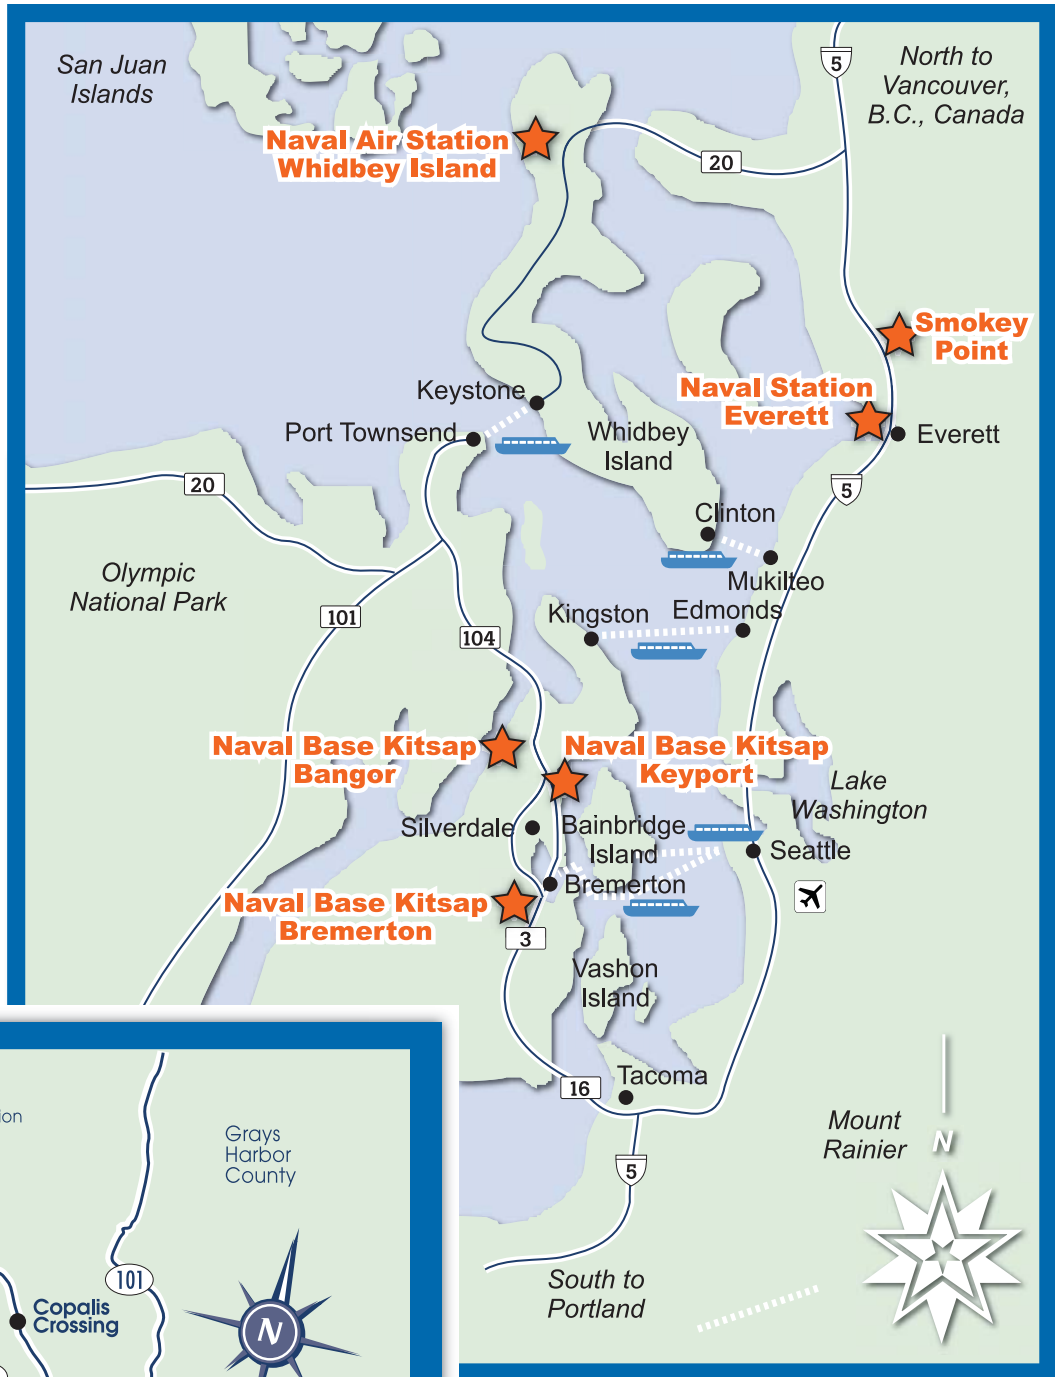 San Juan
Islands
5
North to
Vancouver,
B.C., Canada
Naval Air Station
Whidbey Island
20
Smokey
Point
Keystone
Naval Station
Everett
Port Townsend
Whidbey
Island
Everett
20
5
Clinton
Olympic
National Park
Mukilteo
101
Kingston
Edmonds
104
Naval Base Kitsap
Bangor
Naval Base Kitsap
Keyport
Lake
Washington
Silverdale
Bainbridge
Island
Seattle
Bremerton
Naval Base Kitsap
Bremerton
3
Vashon
Island
16
Tacoma
Mount
Rainier
N
5
South to
Portland
Grays
Harbor
County
101
Copalis
Crossing
N